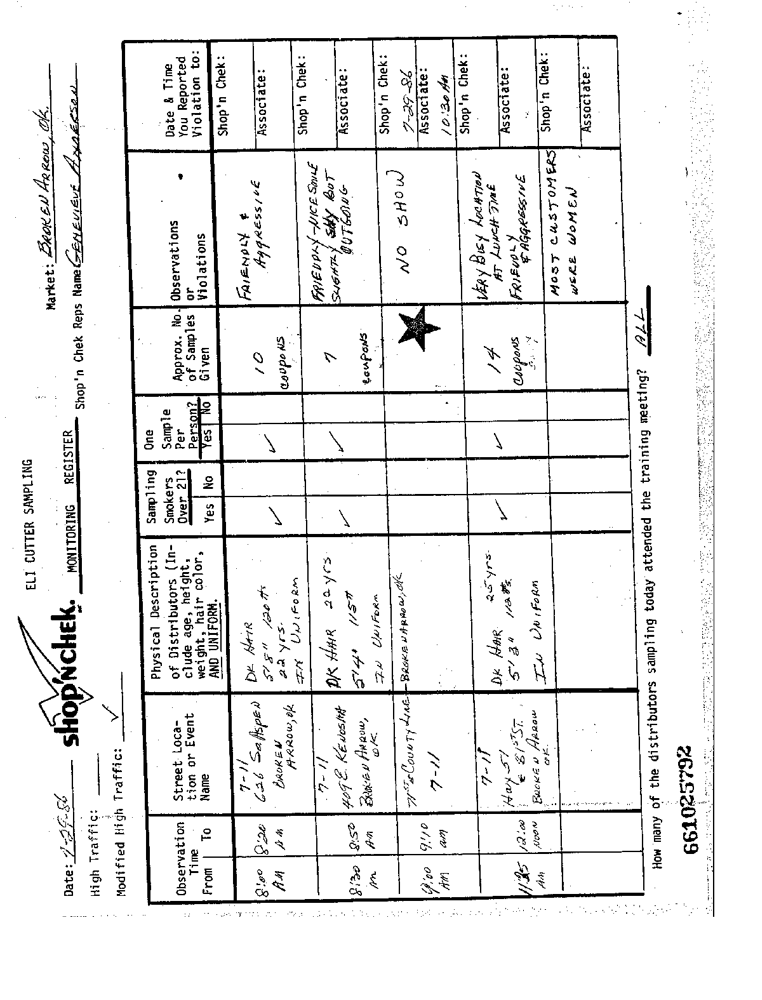 ELI CUTTER SAMPLING
Market: BROKEN ARROW, OK.
Date: 7-29-86
shop'NCHEK.
MONITORING REGISTER
Shop'n Chek Reps Name GENEVIEVE ANDERSON
High Traffic:
Modified High Traffic: ✓
Observation Time
From To
Street Location or Event Name
Physical Description of Distributors (Include age, height, weight, hair color, AND UNIFORM.
Sampling Smokers Over 21?
Yes No
One Sample Per Person?
Yes No
Approx. No. of Samples Given
Observations or Violations
Date & Time You Reported Violation to:
8:00 AM
8:20 AM
7-11
626 So Aspen
BROKEN ARROW, OK
DK HAIR
5'8" 120 #s
22 yrs.
IN UNIFORM
✓
✓
10 COUPONS
FRIENDLY & AGGRESSIVE
Shop'n Chek:
Associate:
8:30 Am
8:50 Am
7-11
409 E. KENOSHA
BROKEN ARROW, OK.
DK HAIR 22 yrs
5'4" 115#
IN UNIFORM
✓
✓
7 coupons
FRIENDLY-NICE SMILE
SLIGHTLY SHY BUT
OUTGOING
Shop'n Chek:
Associate:
9:00 AM
9:10 am
71st & COUNTY LINE-BROKEN ARROW, OK
7-11
NO SHOW
Shop'n Chek:
7-29-86
Associate:
10:30 AM
AM
12:00 NOON
7-11
Hwy 51
& 81st ST.
BROKEN ARROW OK.
DK HAIR 25 yrs.
5'3" 112 #s
IN UNIFORM
✓
✓
14 COUPONS
VERY BUSY LOCATION
AT LUNCH TIME
FRIENDLY
& AGGRESSIVE
Shop'n Chek:
Associate:
MOST CUSTOMERS
WERE WOMEN
Shop'n Chek:
Associate:
How many of the distributors sampling today attended the training meeting? ALL
661025792